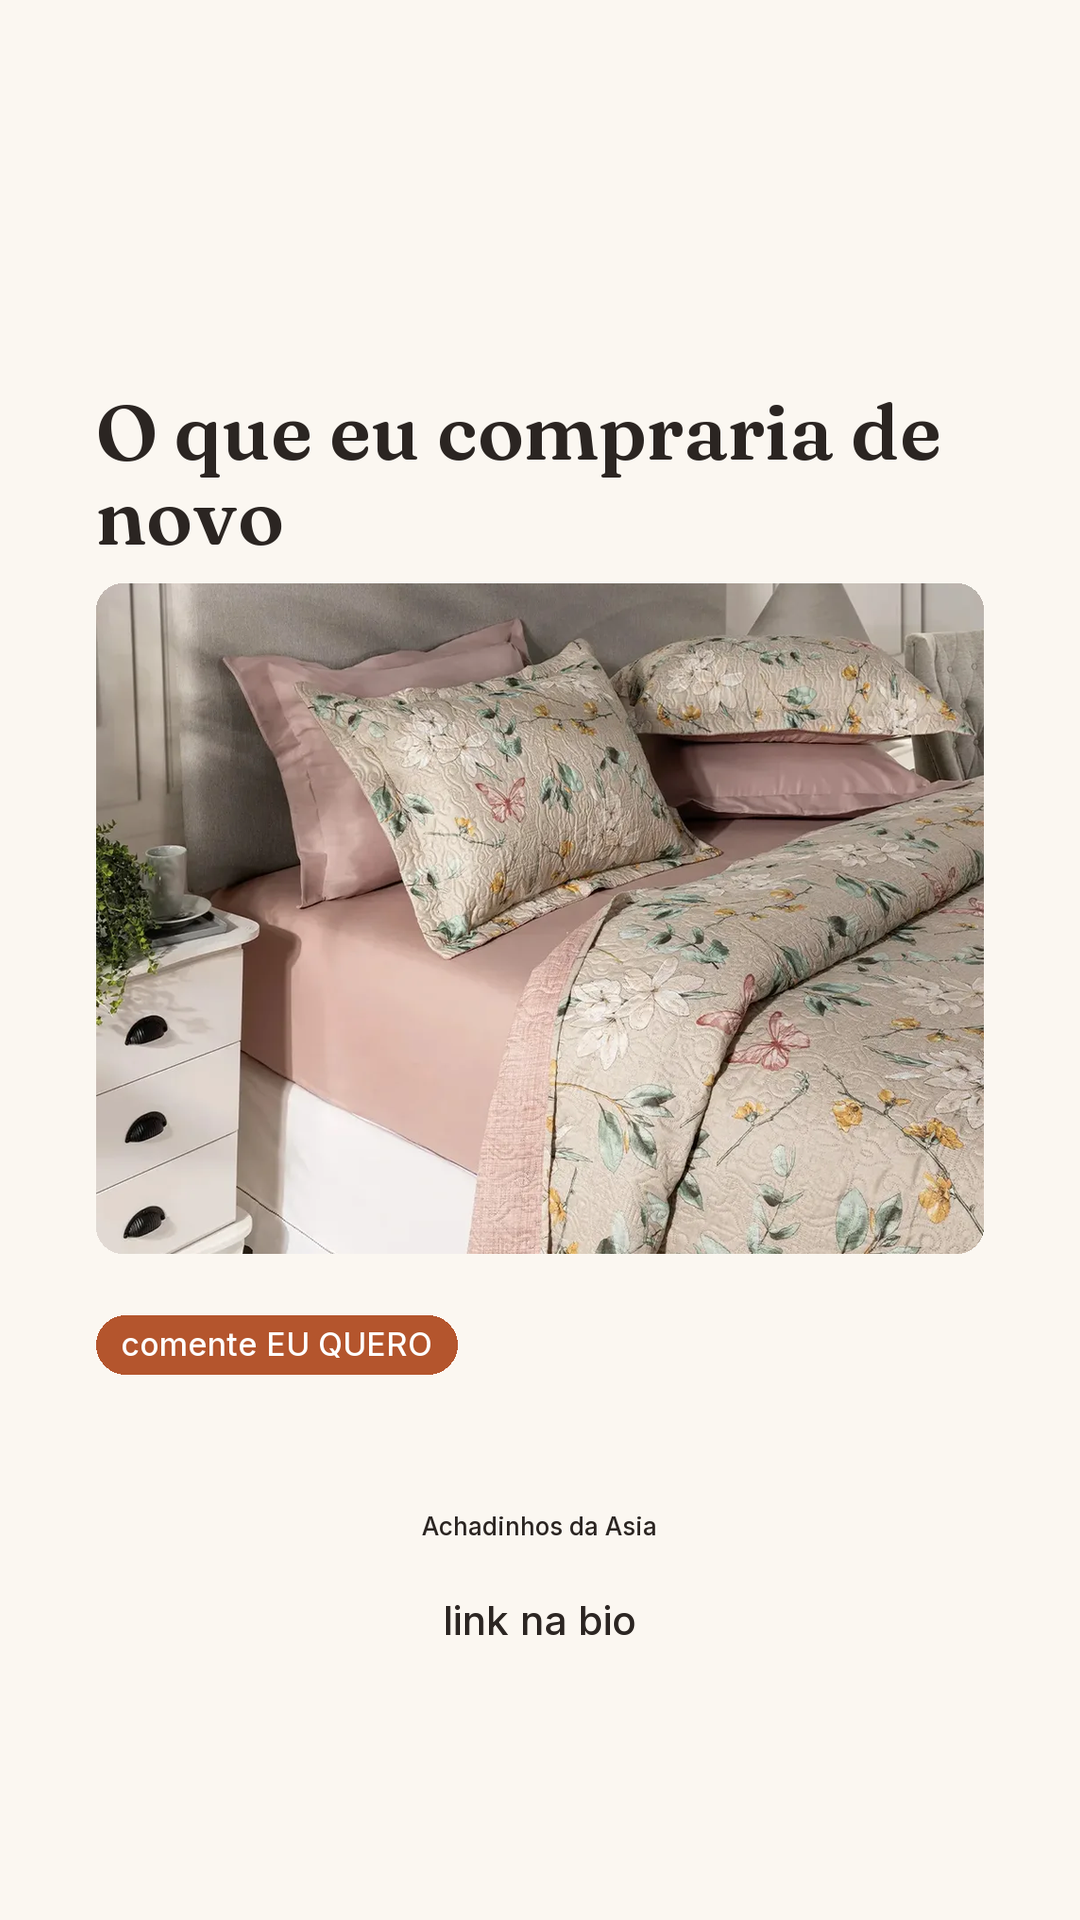 O que eu compraria de
novo
comente EU QUERO
Achadinhos da Asia
link na bio